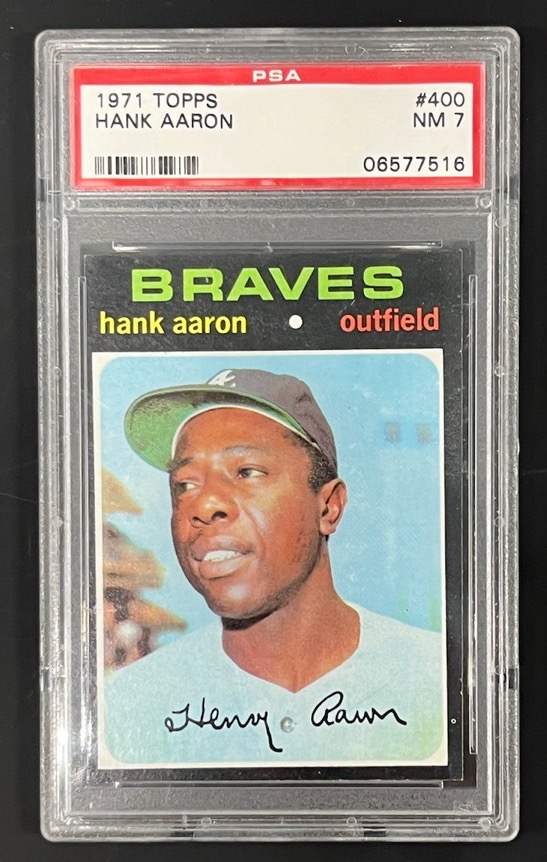 PSA
1971 TOPPS #400
HANK AARON NM 7
06577516
BRAVES
hank aaron • outfield
A
Henry Aaron